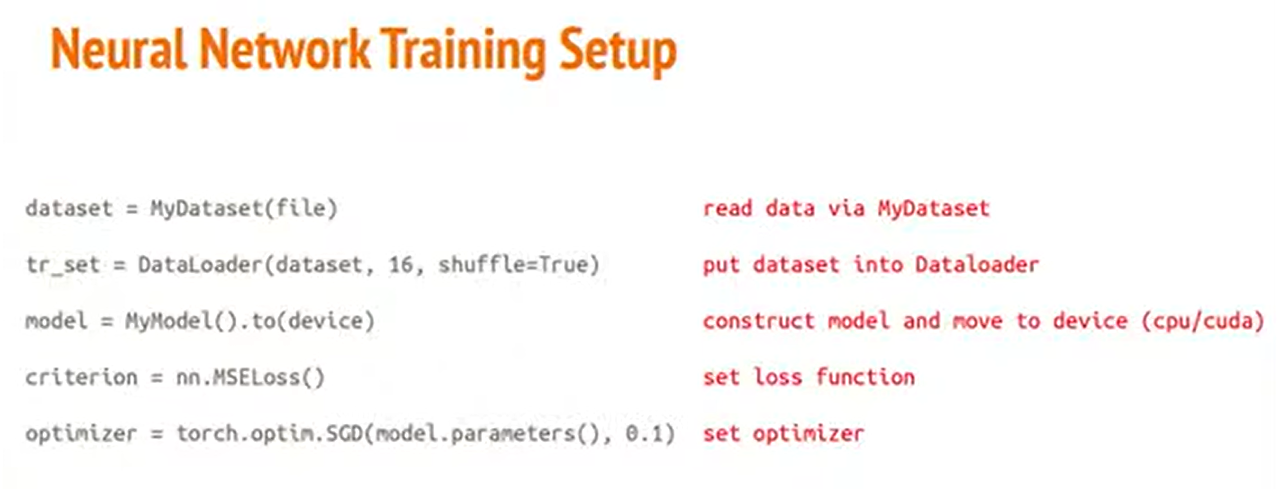 Neural Network Training Setup
dataset = MyDataset(file) read data via MyDataset
tr_set = DataLoader(dataset, 16, shuffle=True) put dataset into Dataloader
model = MyModel().to(device) construct model and move to device (cpu/cuda)
criterion = nn.MSELoss() set loss function
optimizer = torch.optim.SGD(model.parameters(), 0.1) set optimizer